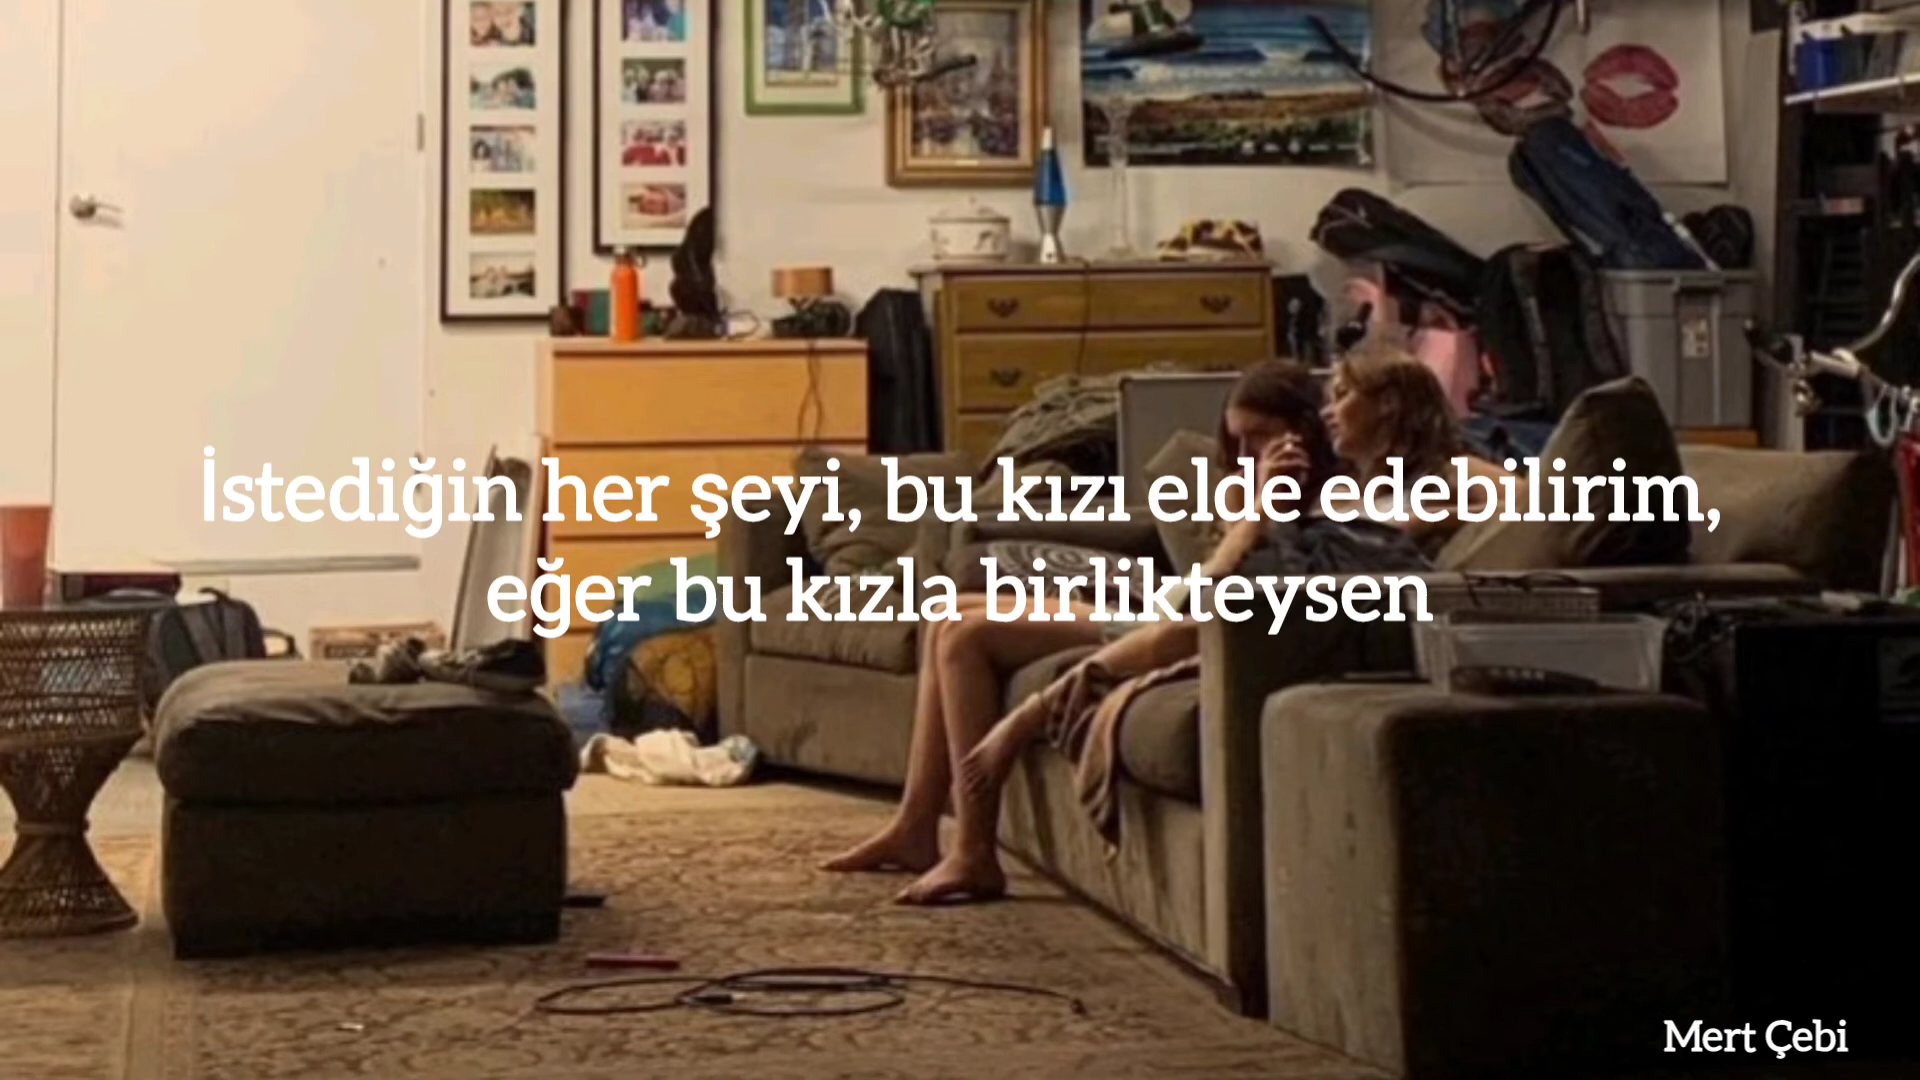 İstediğin her şeyi, bu kızı elde edebilirim,
eğer bu kızla birlikteysen
Mert Çebi